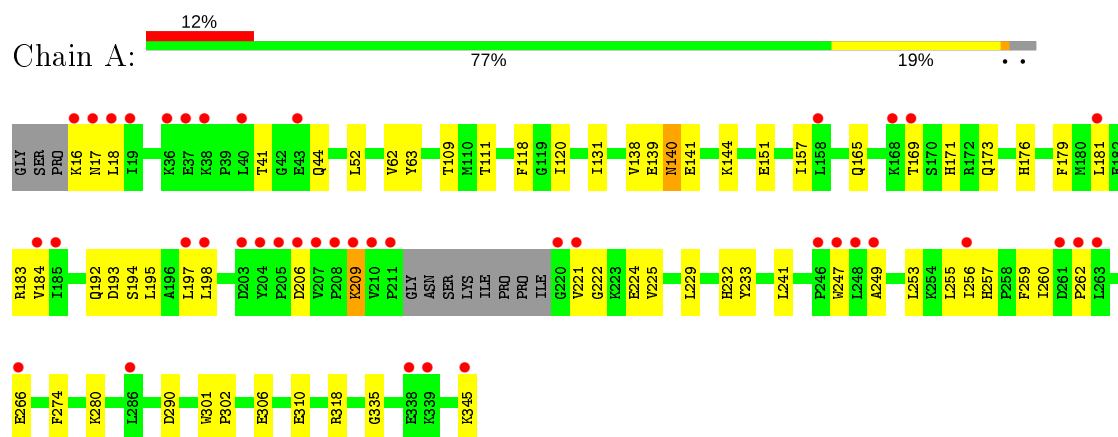 12%
Chain A:
77% 19% • •
GLY SER PRO K16 N17 L18 I19 K36 E37 K38 P39 L40 T41 G42 E43 Q44 L52 V62 Y63 T109 M110 T111 F118 G119 I120 I131 V138 E139 N140 E141 K144 E151 I157 L158 Q165 K168 T169 S170 H171 R172 Q173 H176 F179 M180 L181 E182
R183 V184 I185 Q192 D193 S194 L195 A196 L197 L198 D203 Y204 P205 D206 V207 P208 K209 V210 P211 GLY ASN SER LYS ILE PRO PRO ILE G220 V221 G222 K223 E224 V225 L229 H232 Y233 L241 P246 W247 L248 A249 L253 K254 L255 I256 H257 P258 F259 I260 D261 P262 L263
E266 F274 K280 L286 D290 W301 P302 E306 E310 R318 G335 E338 K339 K345